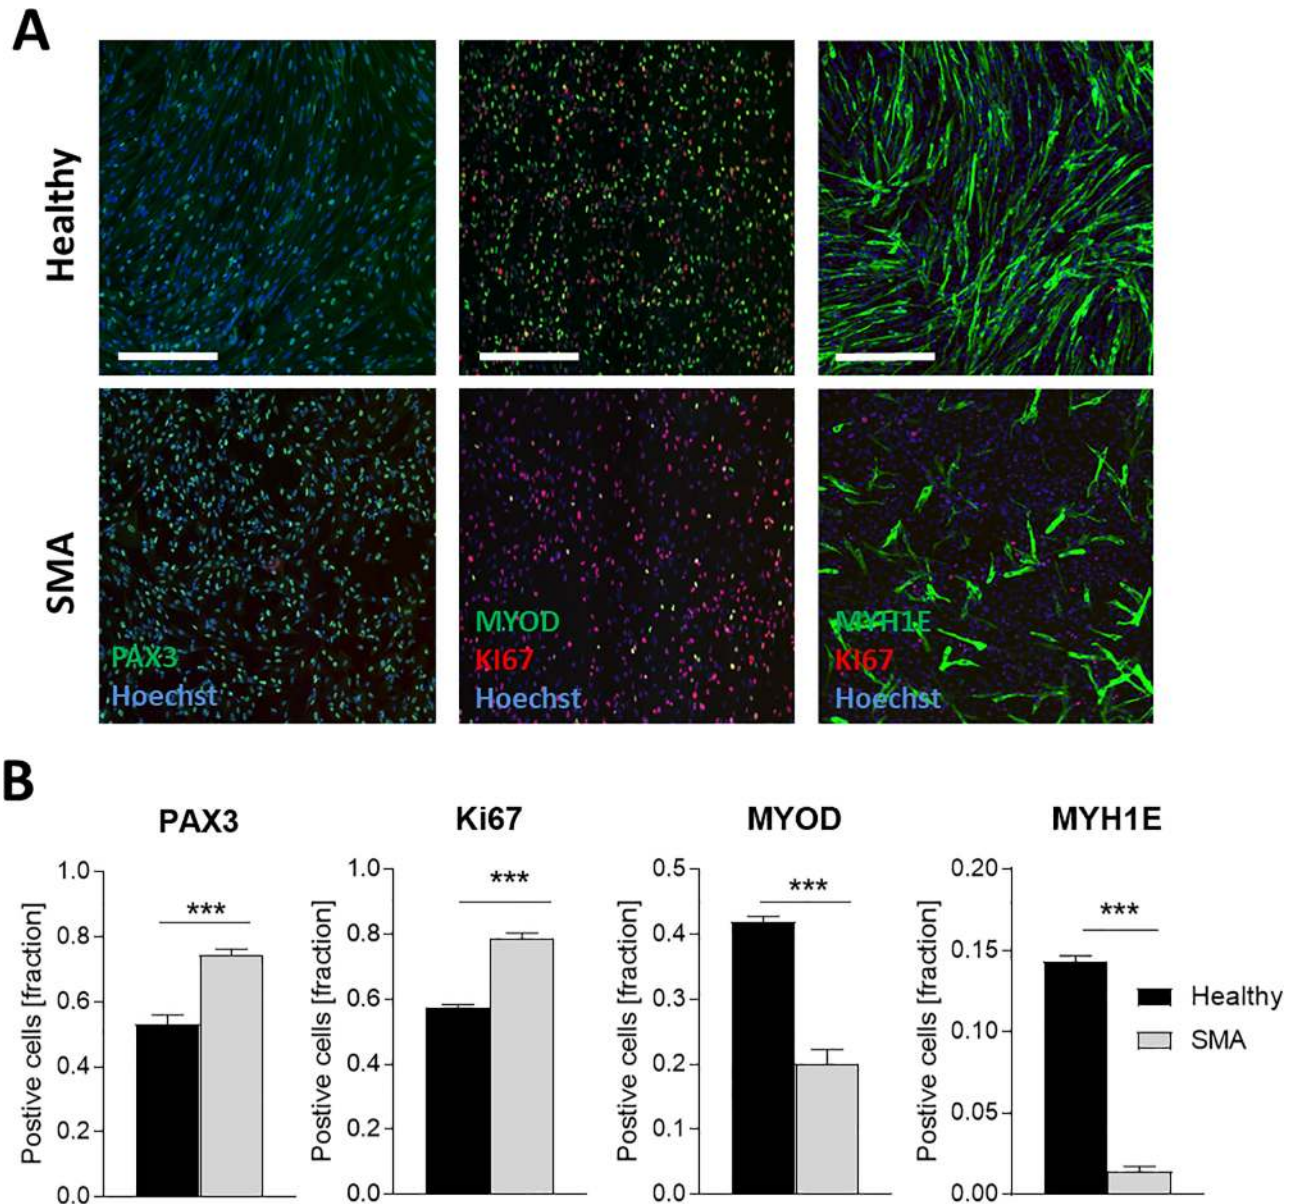 A
Healthy
SMA
PAX3
Hoechst
MYOD
KI67
Hoechst
MYH1E
KI67
Hoechst
B
PAX3
Postive cells [fraction]
1.0
0.8
0.6
0.4
0.2
0.0
***
Ki67
Postive cells [fraction]
1.0
0.8
0.6
0.4
0.2
0.0
***
MYOD
Postive cells [fraction]
0.5
0.4
0.3
0.2
0.1
0.0
***
MYH1E
Postive cells [fraction]
0.20
0.15
0.10
0.05
0.00
***
Healthy
SMA